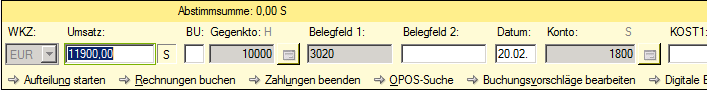 Abstimmsumme: 0,00 S
WKZ: Umsatz: BU: Gegenkto: H Belegfeld 1: Belegfeld 2: Datum: Konto: S KOST1:
EUR 11900,00 S 10000 3020 20.02. 1800
Aufteilung starten Rechnungen buchen Zahlungen beenden OPOS-Suche Buchungsvorschläge bearbeiten Digitale B